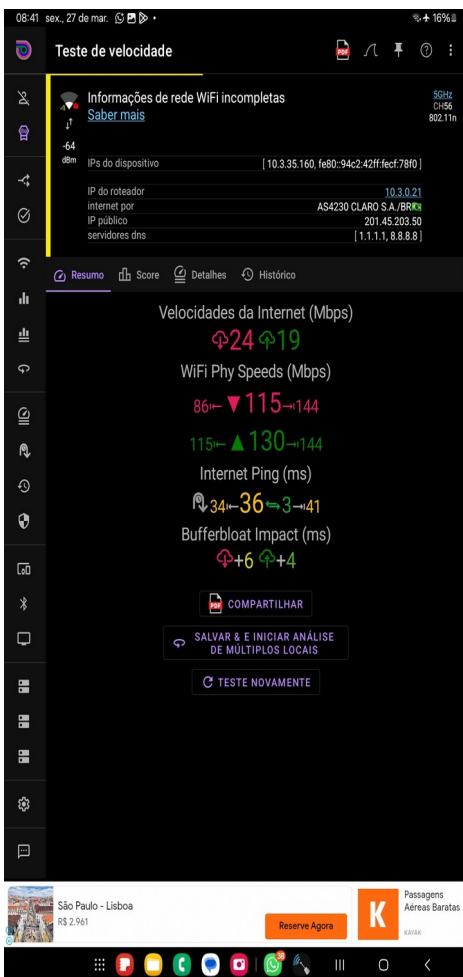 08:41 sex., 27 de mar.
16%
Teste de velocidade
PDF
Informações de rede WiFi incompletas
Saber mais
5GHz
CH56
802.11n
-64
dBm
IPs do dispositivo [ 10.3.35.160, fe80::94c2:42ff:fecf:78f0 ]
IP do roteador 10.3.0.21
internet por AS4230 CLARO S.A./BR
IP público 201.45.203.50
servidores dns [ 1.1.1.1, 8.8.8.8 ]
Resumo Score Detalhes Histórico
Velocidades da Internet (Mbps)
24 19
WiFi Phy Speeds (Mbps)
86 ▼ 115 144
115 ▲ 130 144
Internet Ping (ms)
34 36 3 41
Bufferbloat Impact (ms)
+6 +4
PDF COMPARTILHAR
SALVAR & E INICIAR ANÁLISE
DE MÚLTIPLOS LOCAIS
TESTE NOVAMENTE
São Paulo - Lisboa
R$ 2.961
Reserve Agora
K
Passagens
Aéreas Baratas
KAYAK
38